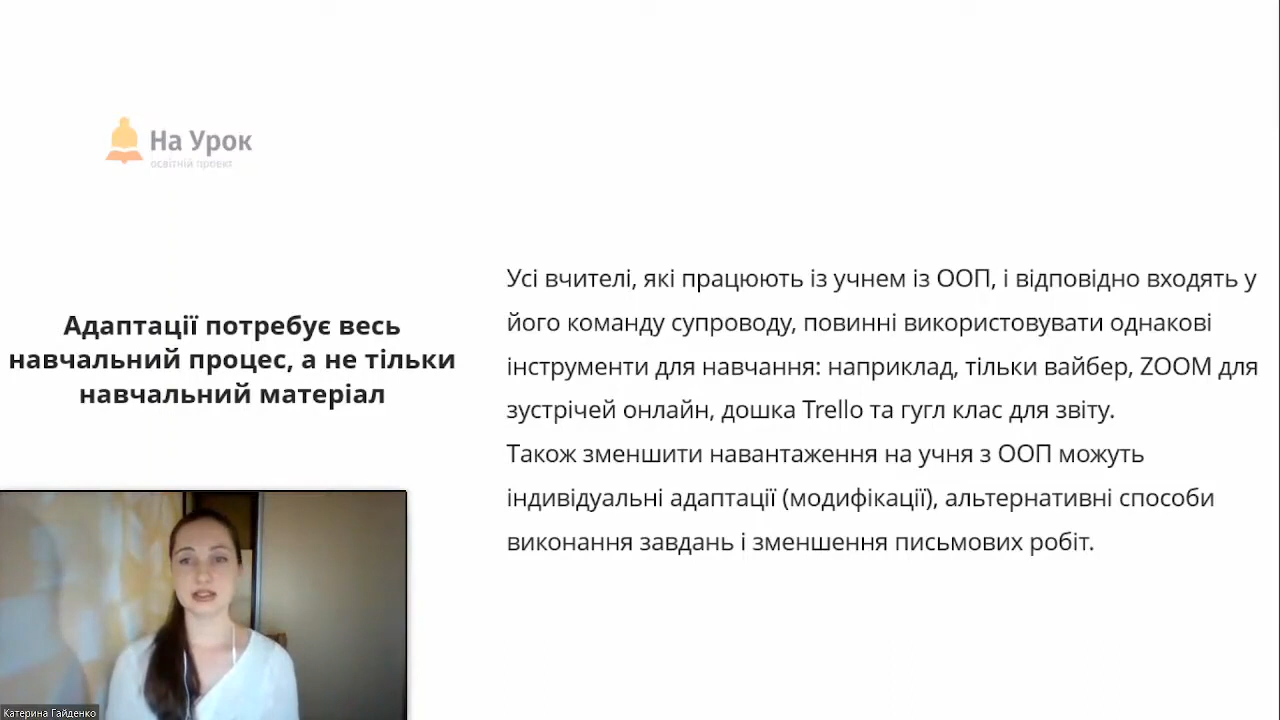 На Урок
освітній проект
Адаптації потребує весь
навчальний процес, а не тільки
навчальний матеріал
Усі вчителі, які працюють із учнем із ООП, і відповідно входять у
його команду супроводу, повинні використовувати однакові
інструменти для навчання: наприклад, тільки вайбер, ZOOM для
зустрічей онлайн, дошка Trello та гугл клас для звіту.
Також зменшити навантаження на учня з ООП можуть
індивідуальні адаптації (модифікації), альтернативні способи
виконання завдань і зменшення письмових робіт.
Катерина Гайденко